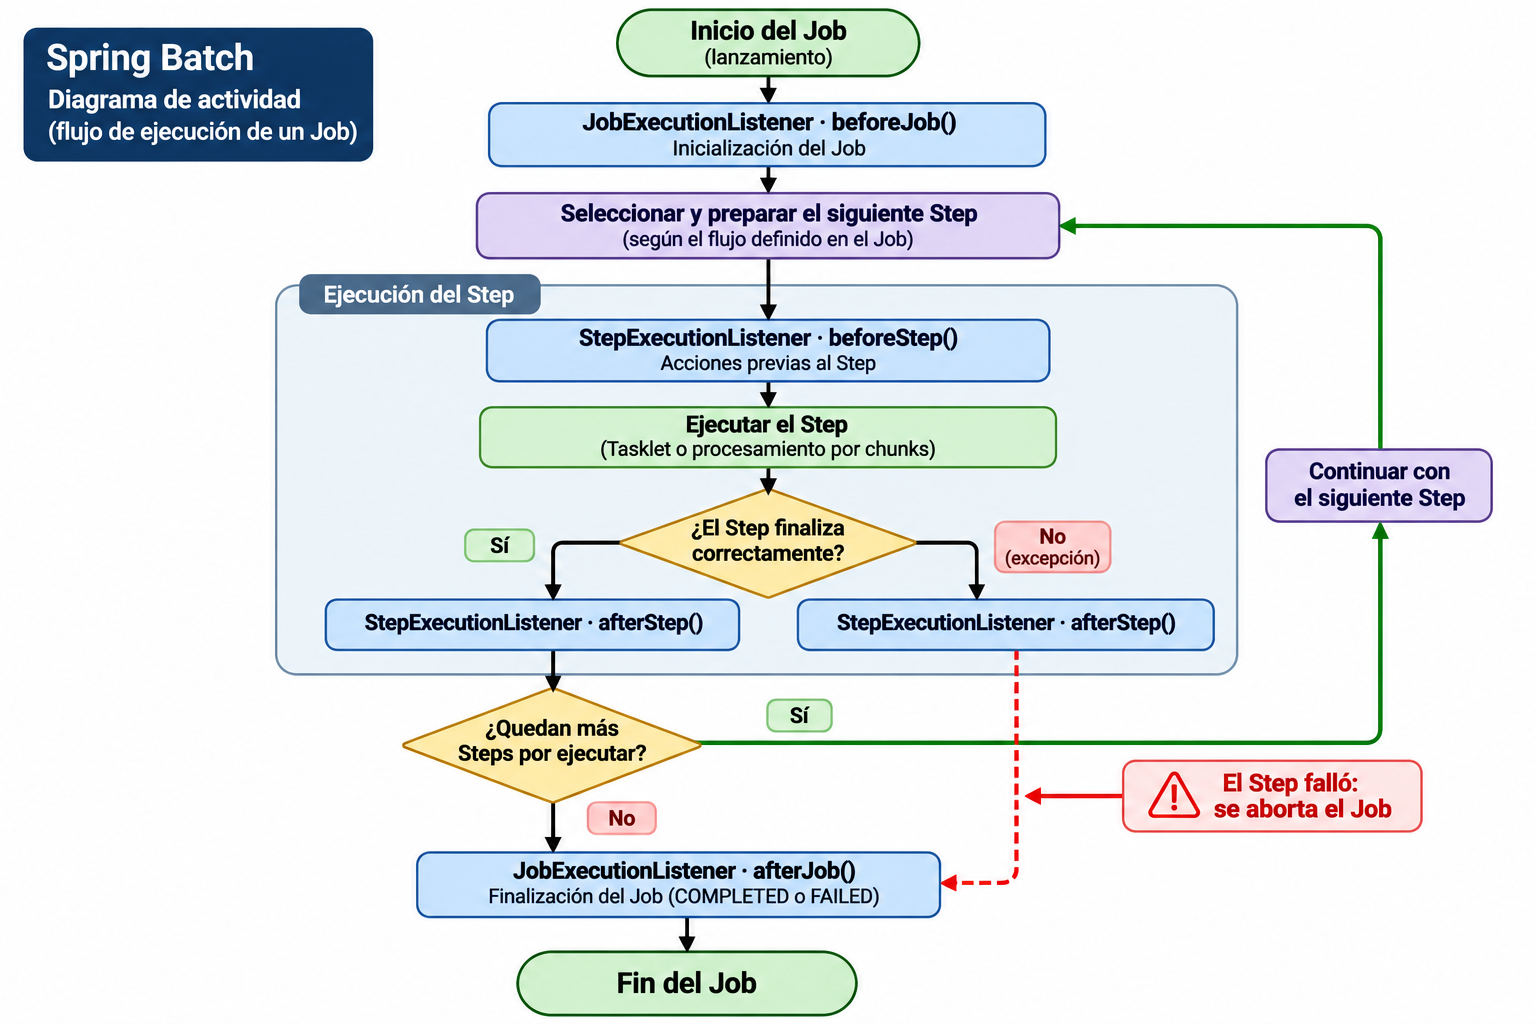 Spring Batch
Diagrama de actividad
(flujo de ejecución de un Job)
Inicio del Job
(lanzamiento)
JobExecutionListener · beforeJob()
Inicialización del Job
Seleccionar y preparar el siguiente Step
(según el flujo definido en el Job)
Ejecución del Step
StepExecutionListener · beforeStep()
Acciones previas al Step
Ejecutar el Step
(Tasklet o procesamiento por chunks)
¿El Step finaliza
correctamente?
Sí
No
(excepción)
Continuar con
el siguiente Step
StepExecutionListener · afterStep()
StepExecutionListener · afterStep()
¿Quedan más
Steps por ejecutar?
Sí
No
El Step falló:
se aborta el Job
JobExecutionListener · afterJob()
Finalización del Job (COMPLETED o FAILED)
Fin del Job